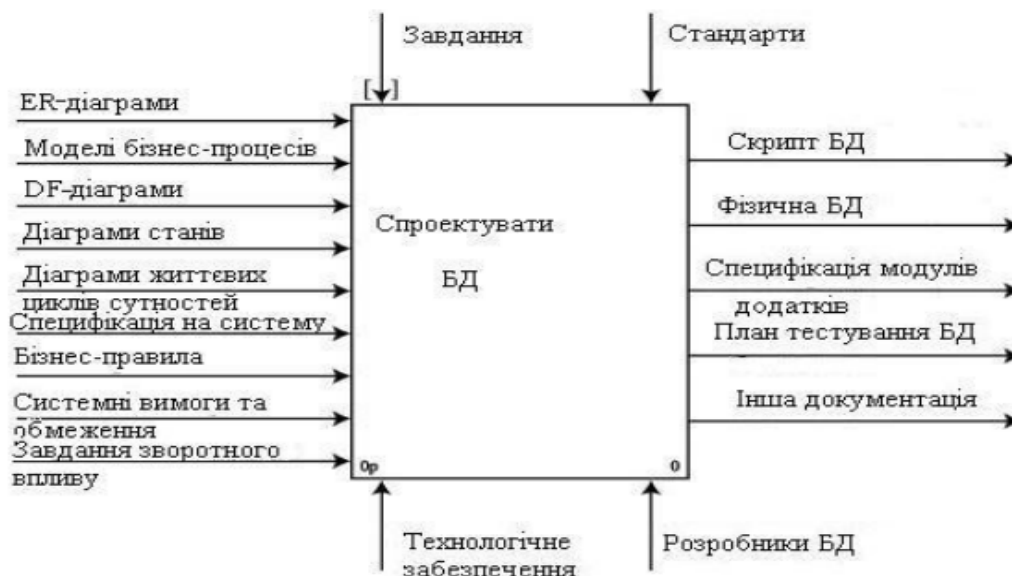 Завдання
Стандарти
[ ]
ER-діаграми
Моделі бізнес-процесів
DF-діаграми
Діаграми станів
Діаграми життєвих
циклів сутностей
Специфікація на систему
Бізнес-правила
Системні вимоги та
обмеження
Завдання зворотного
впливу
Спроектувати
БД
0р
0
Скрипт БД
Фізична БД
Специфікація модулів
додатків
План тестування БД
Інша документація
Технологічне
забезпечення
Розробники БД